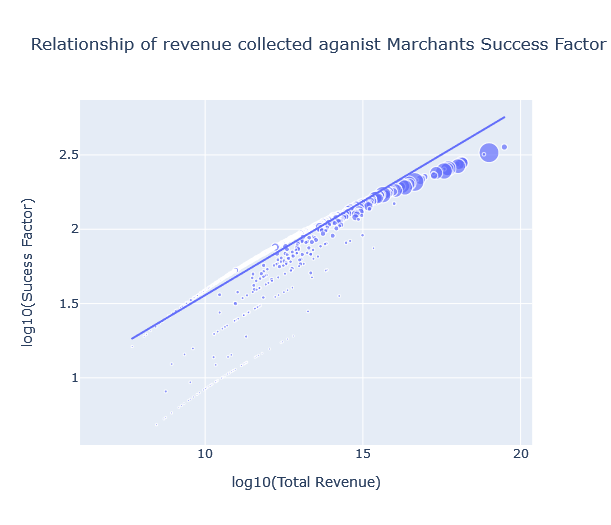 Relationship of revenue collected aganist Marchants Success Factor
2.5
2
1.5
1
log10(Sucess Factor)
10
15
20
log10(Total Revenue)